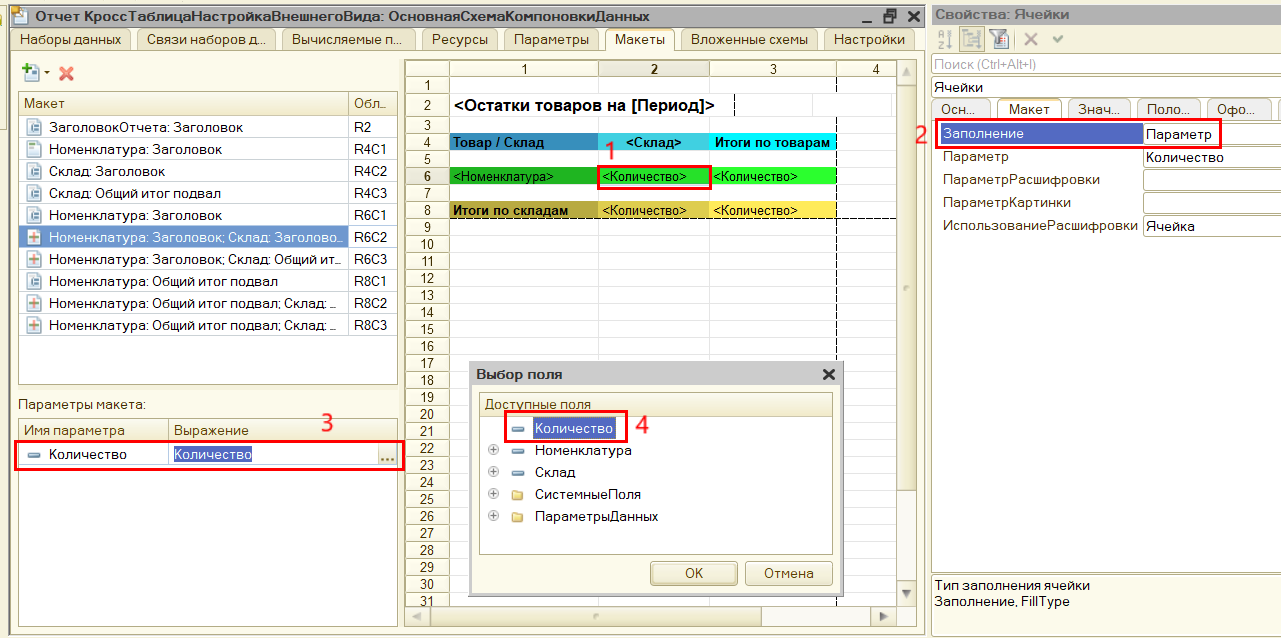 Отчет КроссТаблицаНастройкаВнешнегоВида: ОсновнаяСхемаКомпоновкиДанных
Наборы данных
Связи наборов д...
Вычисляемые п...
Ресурсы
Параметры
Макеты
Вложенные схемы
Настройки
Макет Обл...
ЗаголовокОтчета: Заголовок R2
Номенклатура: Заголовок R4C1
Склад: Заголовок R4C2
Склад: Общий итог подвал R4C3
Номенклатура: Заголовок R6C1
Номенклатура: Заголовок; Склад: Заголово... R6C2
Номенклатура: Заголовок; Склад: Общий ит... R6C3
Номенклатура: Общий итог подвал R8C1
Номенклатура: Общий итог подвал; Склад: ... R8C2
Номенклатура: Общий итог подвал; Склад: ... R8C3
Параметры макета:
3
Имя параметра Выражение
Количество Количество ...
1 2 3 4
1
2 <Остатки товаров на [Период]>
3
4 Товар / Склад <Склад> Итоги по товарам
5 1
6 <Номенклатура> <Количество> <Количество>
7
8 Итоги по складам <Количество> <Количество>
9
10
11
12
13
14
15
16
17
18
19
20
21
22
23
24
25
26
27
28
29
30
31
Выбор поля
Доступные поля
Количество 4
Номенклатура
Склад
СистемныеПоля
ПараметрыДанных
OK
Отмена
Свойства: Ячейки
Поиск (Ctrl+Alt+I)
Ячейки
Осн...
Макет
Знач...
Поло...
Офо...
2 Заполнение Параметр
Параметр Количество
ПараметрРасшифровки
ПараметрКартинки
ИспользованиеРасшифровки Ячейка
Тип заполнения ячейки
Заполнение, FillType